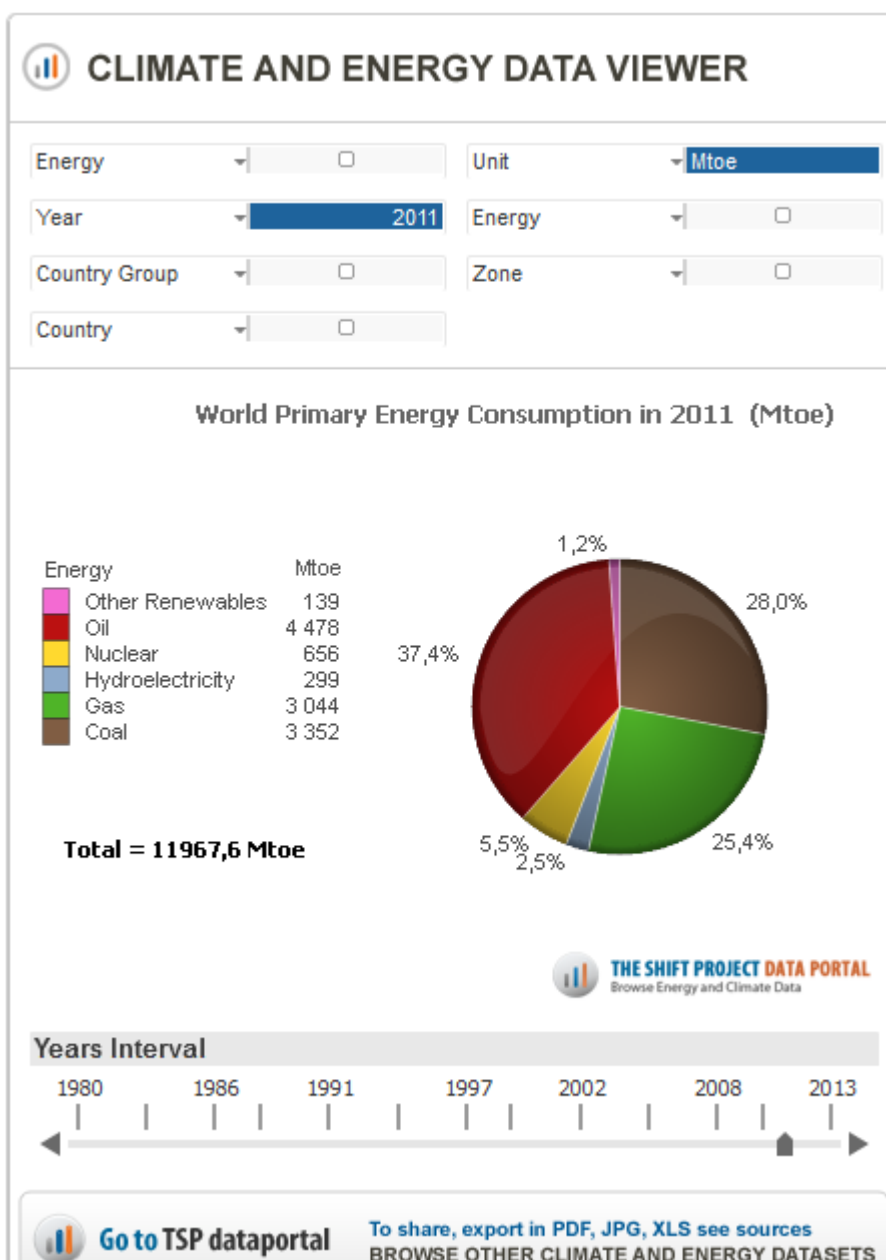 CLIMATE AND ENERGY DATA VIEWER
Energy
Unit Mtoe
Year 2011
Energy
Country Group
Zone
Country
World Primary Energy Consumption in 2011 (Mtoe)
Energy Mtoe
Other Renewables 139
Oil 4 478
Nuclear 656
Hydroelectricity 299
Gas 3 044
Coal 3 352
Total = 11967,6 Mtoe
1,2%
28,0%
37,4%
25,4%
5,5%
2,5%
THE SHIFT PROJECT DATA PORTAL
Browse Energy and Climate Data
Years Interval
1980 1986 1991 1997 2002 2008 2013
Go to TSP dataportal
To share, export in PDF, JPG, XLS see sources
BROWSE OTHER CLIMATE AND ENERGY DATASETS